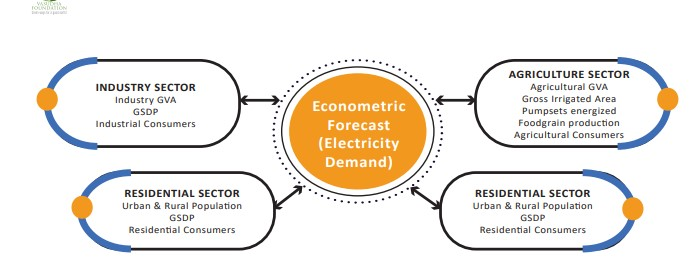 VASUDHA
FOUNDATION
INDUSTRY SECTOR
Industry GVA
GSDP
Industrial Consumers
Econometric
Forecast
(Electricity
Demand)
AGRICULTURE SECTOR
Agricultural GVA
Gross Irrigated Area
Pumpsets energized
Foodgrain production
Agricultural Consumers
RESIDENTIAL SECTOR
Urban & Rural Population
GSDP
Residential Consumers
RESIDENTIAL SECTOR
Urban & Rural Population
GSDP
Residential Consumers